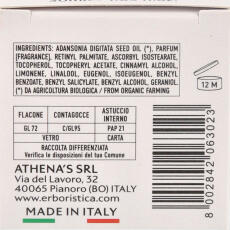 INGREDIENTS: ADANSONIA DIGITATA SEED OIL (*), PARFUM
[FRAGRANCE], RETINYL PALMITATE, ASCORBYL ISOSTEARATE,
TOCOPHEROL, TOCOPHERYL ACETATE, CINNAMYL ALCOHOL,
LIMONENE, LINALOOL, EUGENOL, ISOEUGENOL, BENZYL
BENZOATE, BENZYL SALICYLATE, BENZYL ALCOHOL, GERANIOL.
(*) DA AGRICOLTURA BIOLOGICA / FROM ORGANIC FARMING
12 M
FLACONE CONTAGOCCE ASTUCCIO INTERNO
GL 72 C/GL95 PAP 21
VETRO CARTA
RACCOLTA DIFFERENZIATA
Verifica le disposizioni del tuo Comune
ATHENA'S SRL
Via del Lavoro, 32
40065 Pianoro (BO) ITALY
www.erboristica.com
MADE IN ITALY
8 002842 063023